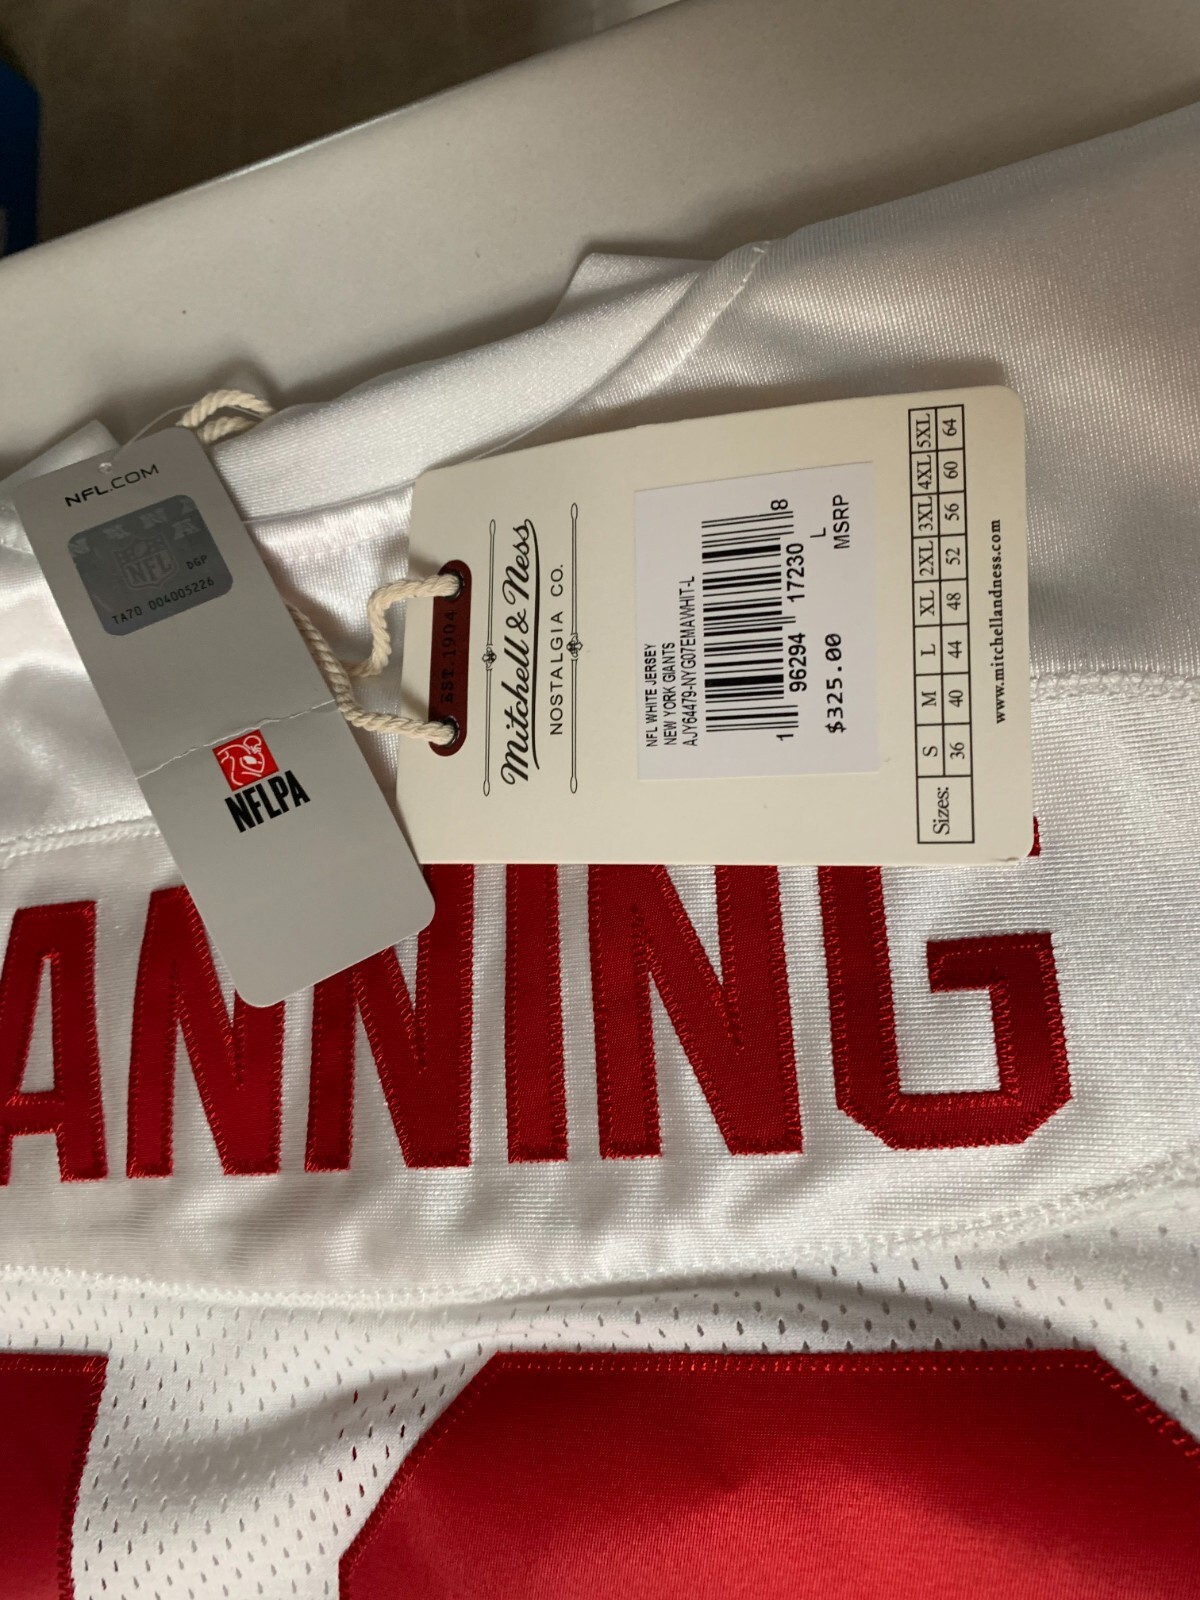 NFL.COM
NFL
DGP
TA70 004005226
NFLPA
EST.1904
Mitchell & Ness
NOSTALGIA CO.
NFL WHITE JERSEY
NEW YORK GIANTS
AJY64479-NYG07EMAWHIT-L
1 96294 17230 8
L
$325.00 MSRP
Sizes: S M L XL 2XL 3XL 4XL 5XL
36 40 44 48 52 56 60 64
www.mitchellandness.com
ANNING